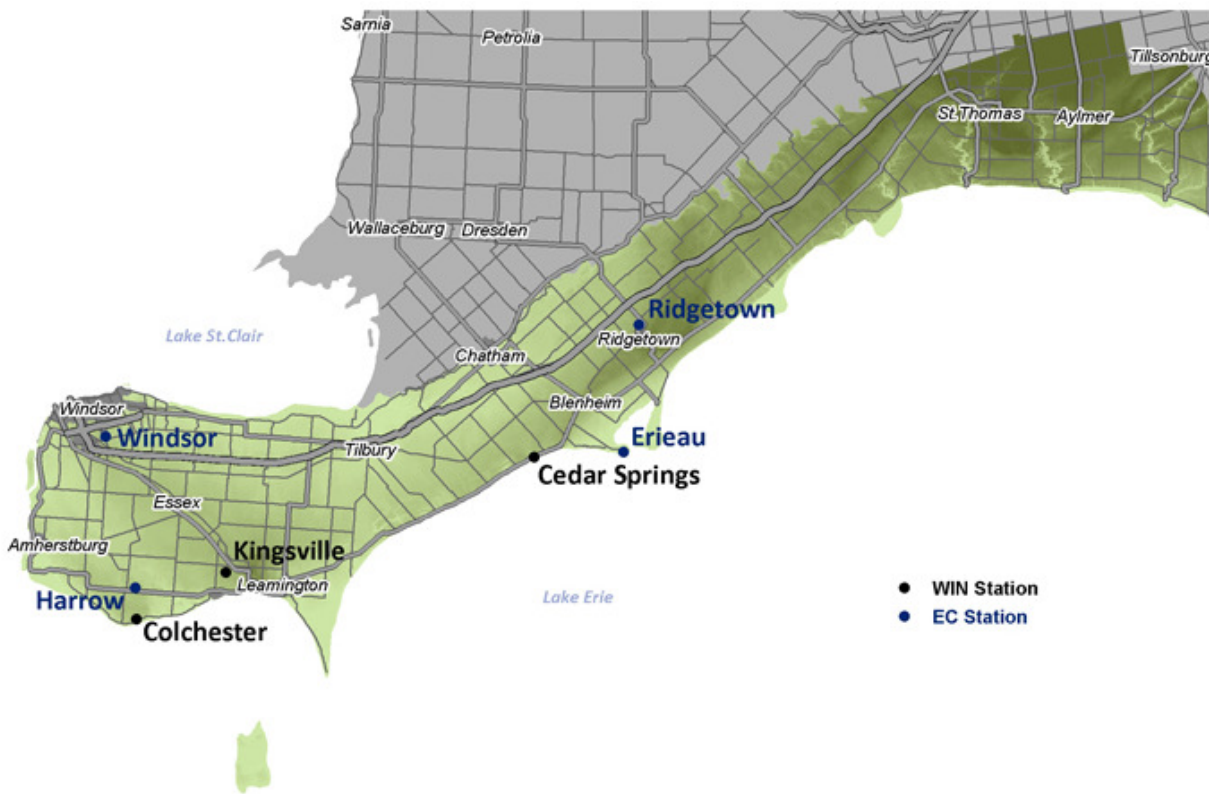 Sarnia
Petrolia
Tillsonburg
St.Thomas
Aylmer
Wallaceburg
Dresden
Ridgetown
Lake St.Clair
Ridgetown
Chatham
Blenheim
Windsor
Windsor
Erieau
Tilbury
Cedar Springs
Essex
Amherstburg
Kingsville
Leamington
WIN Station
Harrow
Lake Erie
EC Station
Colchester